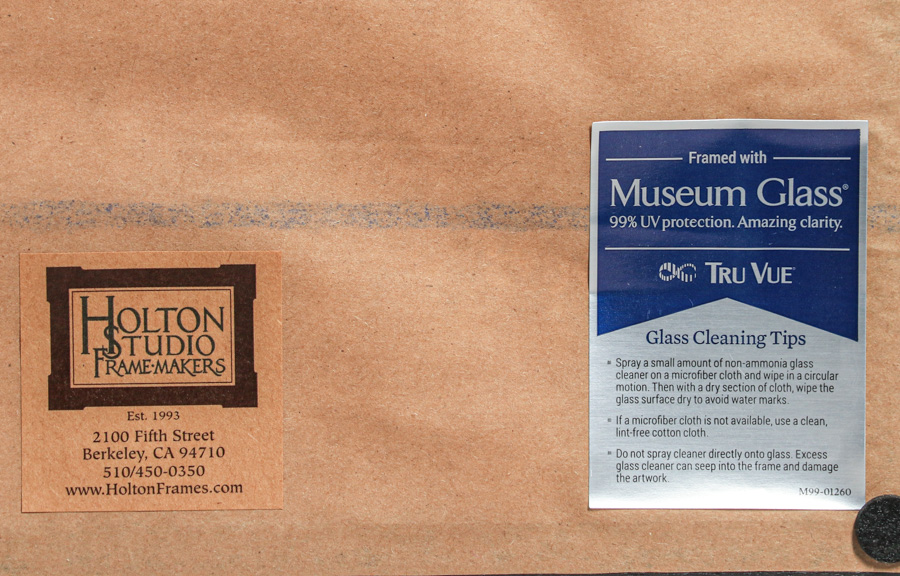 HOLTON
STUDIO
FRAME·MAKERS
Est. 1993
2100 Fifth Street
Berkeley, CA 94710
510/450-0350
www.HoltonFrames.com
Framed with
Museum Glass®
99% UV protection. Amazing clarity.
TRU VUE®
Glass Cleaning Tips
▪ Spray a small amount of non-ammonia glass
cleaner on a microfiber cloth and wipe in a circular
motion. Then with a dry section of cloth, wipe the
glass surface dry to avoid water marks.
▪ If a microfiber cloth is not available, use a clean,
lint-free cotton cloth.
▪ Do not spray cleaner directly onto glass. Excess
glass cleaner can seep into the frame and damage
the artwork.
M99-01260